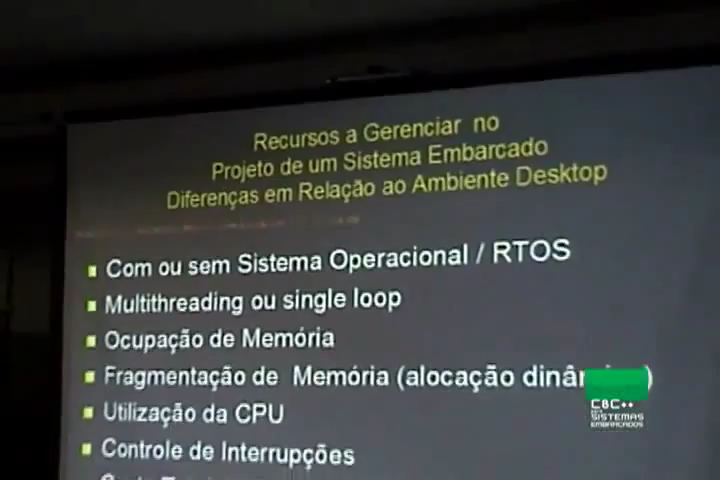 Recursos a Gerenciar no
Projeto de um Sistema Embarcado
Diferenças em Relação ao Ambiente Desktop
Com ou sem Sistema Operacional / RTOS
Multithreading ou single loop
Ocupação de Memória
Fragmentação de Memória (alocação
Utilização da CPU
Controle de Interrupções
C&C++
SISTEMAS
EMBARCADOS